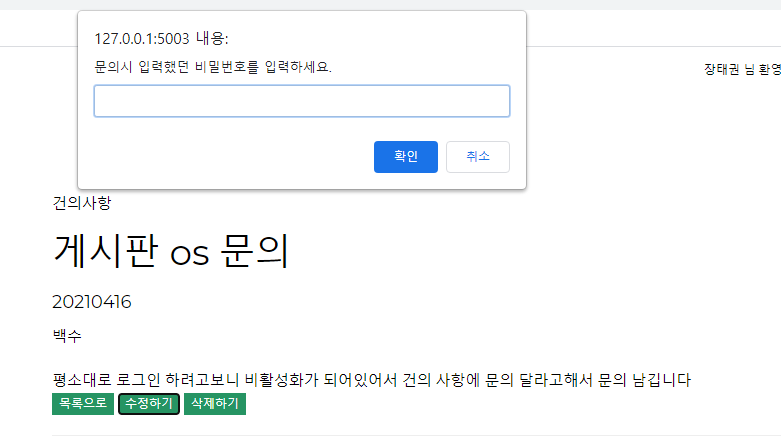 127.0.0.1:5003 내용:
문의시 입력했던 비밀번호를 입력하세요.
장태권 님 환영
확인 취소
건의사항
게시판 os 문의
20210416
백수
평소대로 로그인 하려고보니 비활성화가 되어있어서 건의 사항에 문의 달라고해서 문의 남깁니다
목록으로 수정하기 삭제하기